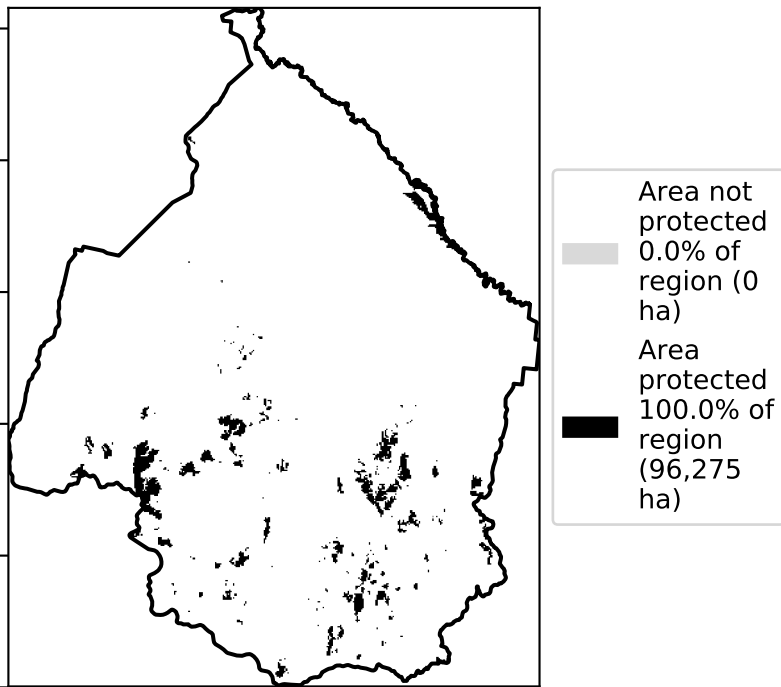 Area not
protected
0.0% of
region (0
ha)
Area
protected
100.0% of
region
(96,275
ha)